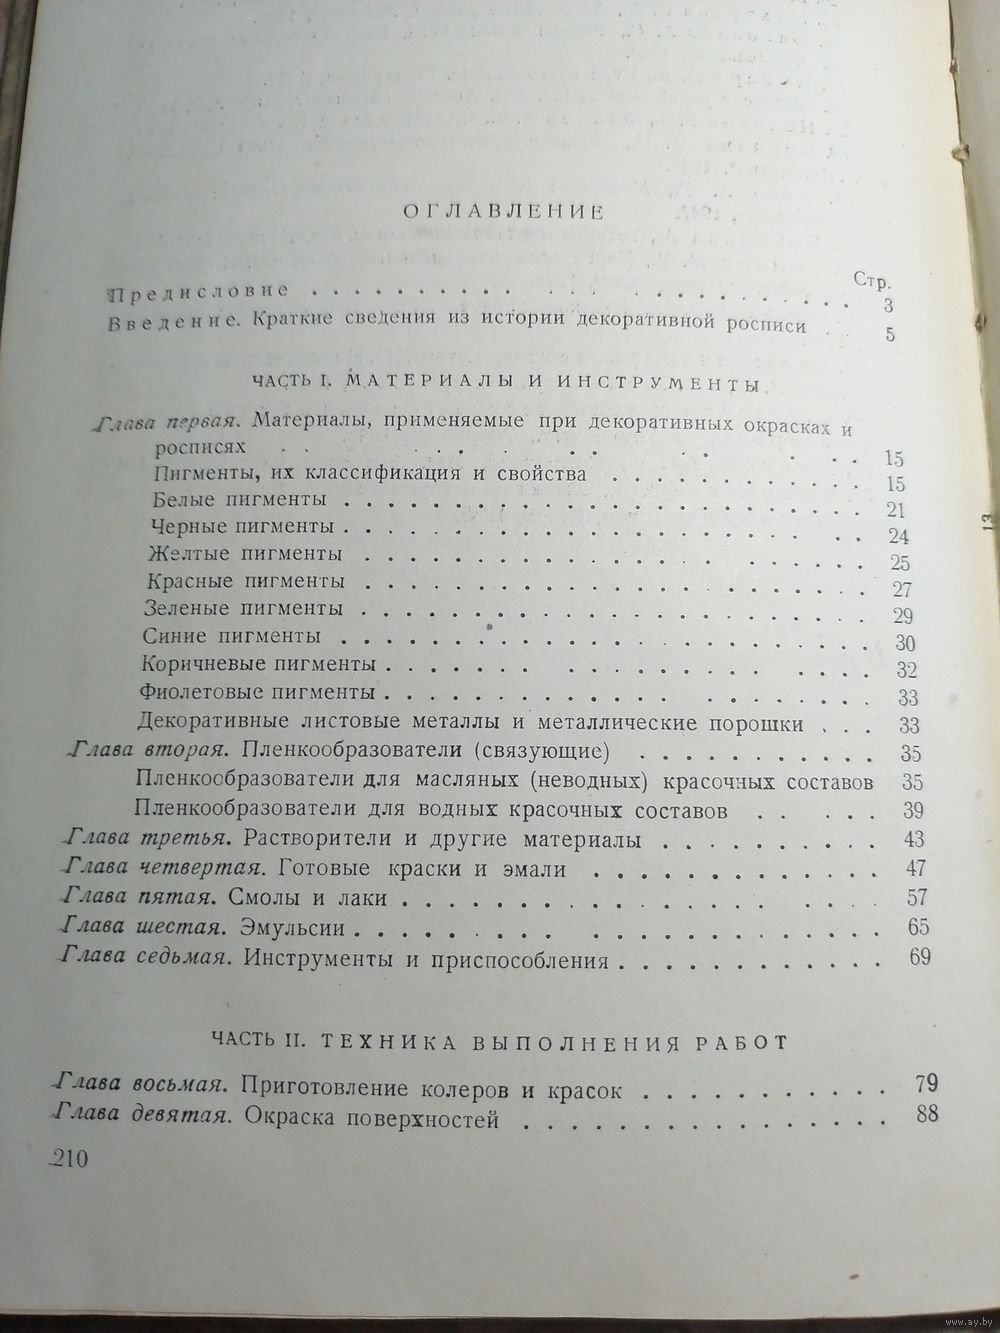 ОГЛАВЛЕНИЕ
Стр.
Предисловие . . . . . . . . . . . . . . . . . . . . . . 3
Введение. Краткие сведения из истории декоративной росписи . 5
ЧАСТЬ I. МАТЕРИАЛЫ И ИНСТРУМЕНТЫ
Глава первая. Материалы, применяемые при декоративных окрасках и
росписях . . . . . . . . . . . . . 15
Пигменты, их классификация и свойства . . . . . . . . . . . 15
Белые пигменты . . . . . . . . . . . . . . . . . . . . . 21
Черные пигменты . . . . . . . . . . . . . . . . . . . . 24
Желтые пигменты . . . . . . . . . . . . . . . . . . . . 25
Красные пигменты . . . . . . . . . . . . . . . . . . . . 27
Зеленые пигменты . . . . . . . . . . . . . . . . . . . . 29
Синие пигменты . . . . . . . . . . . . . . . . . . . . . 30
Коричневые пигменты . . . . . . . . . . . . . . . . . . 32
Фиолетовые пигменты . . . . . . . . . . . . . . . . . . 33
Декоративные листовые металлы и металлические порошки . . . 33
Глава вторая. Пленкообразователи (связующие) . . . . . . . . . 35
Пленкообразователи для масляных (неводных) красочных составов 35
Пленкообразователи для водных красочных составов . . . . . 39
Глава третья. Растворители и другие материалы . . . . . . . . . 43
Глава четвертая. Готовые краски и эмали . . . . . . . . . . . . 47
Глава пятая. Смолы и лаки . . . . . . . . . . . . . . . . . . 57
Глава шестая. Эмульсии . . . . . . . . . . . . . . . . . . . . 65
Глава седьмая. Инструменты и приспособления . . . . . . . . . . 69
ЧАСТЬ II. ТЕХНИКА ВЫПОЛНЕНИЯ РАБОТ
Глава восьмая. Приготовление колеров и красок . . . . . . . . . . 79
Глава девятая. Окраска поверхностей . . . . . . . . . . . . . . 88
210
13
www.ay.by